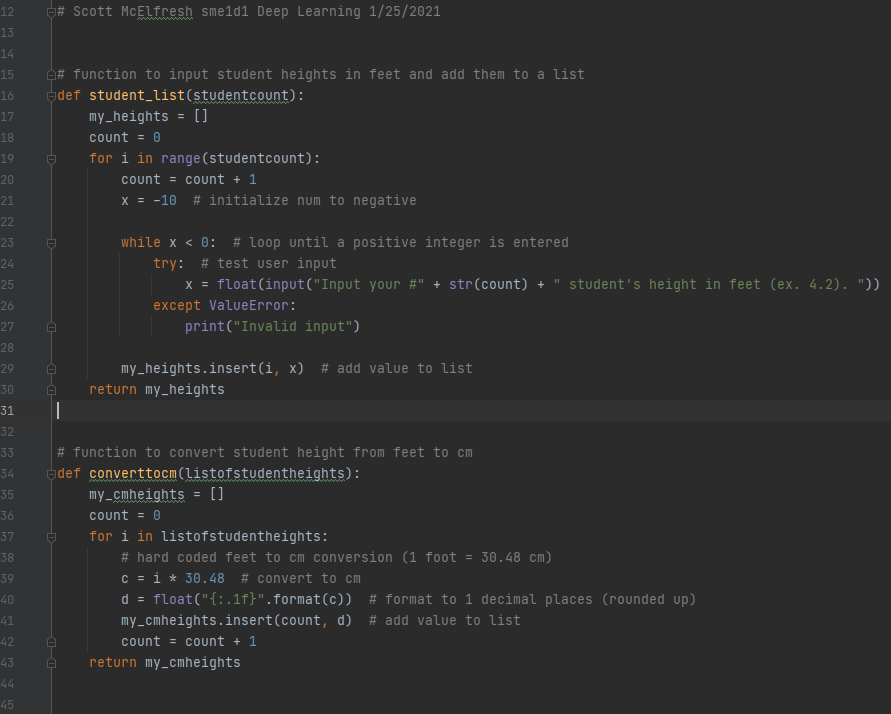 12 # Scott McElfresh sme1d1 Deep Learning 1/25/2021
13
14
15 # function to input student heights in feet and add them to a list
16 def student_list(studentcount):
17     my_heights = []
18     count = 0
19     for i in range(studentcount):
20         count = count + 1
21         x = -10  # initialize num to negative
22
23         while x < 0:  # loop until a positive integer is entered
24             try:  # test user input
25                 x = float(input("Input your #" + str(count) + " student's height in feet (ex. 4.2). "))
26             except ValueError:
27                 print("Invalid input")
28
29         my_heights.insert(i, x)  # add value to list
30     return my_heights
31
32
33 # function to convert student height from feet to cm
34 def converttocm(listofstudentheights):
35     my_cmheights = []
36     count = 0
37     for i in listofstudentheights:
38         # hard coded feet to cm conversion (1 foot = 30.48 cm)
39         c = i * 30.48  # convert to cm
40         d = float("{:.1f}".format(c))  # format to 1 decimal places (rounded up)
41         my_cmheights.insert(count, d)  # add value to list
42         count = count + 1
43     return my_cmheights
44
45